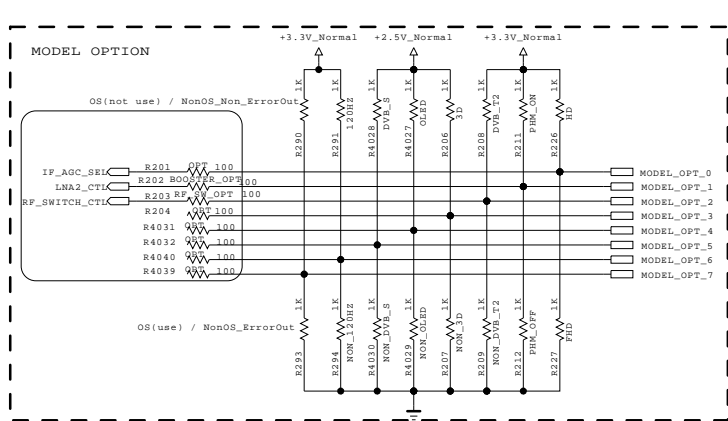 +3.3V_Normal +2.5V_Normal +3.3V_Normal
MODEL OPTION
OS(not use) / NonOS_Non_ErrorOut
1K 1K 1K 1K 1K 1K 1K 1K
120HZ DVB_S OLED 3D DVB_T2 PHM_ON HD
R290 R291 R4028 R4027 R206 R208 R211 R226
IF_AGC_SEL R201 OPT 100 MODEL_OPT_0
LNA2_CTL R202 BOOSTER_OPT 100 MODEL_OPT_1
RF_SWITCH_CTL R203 RF_SW_OPT 100 MODEL_OPT_2
R204 OPT 100 MODEL_OPT_3
R4031 OPT 100 MODEL_OPT_4
R4032 OPT 100 MODEL_OPT_5
R4040 OPT 100 MODEL_OPT_6
R4039 OPT 100 MODEL_OPT_7
1K 1K 1K 1K 1K 1K 1K 1K
OS(use) / NonOS_ErrorOut
NON_120HZ NON_DVB_S NON_OLED NON_3D NON_DVB_T2 PHM_OFF FHD
R293 R294 R4030 R4029 R207 R209 R212 R227